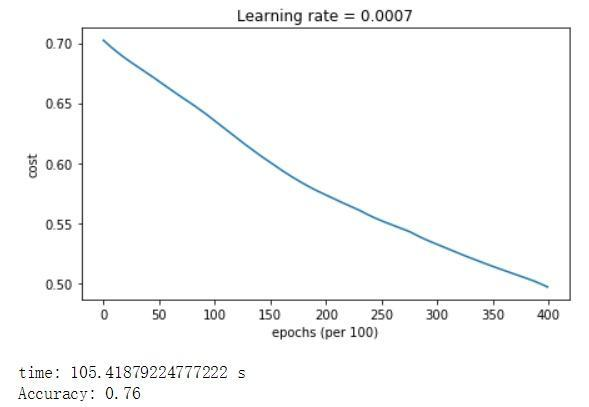 Learning rate = 0.0007
0.70
0.65
0.60
0.55
0.50
cost
0 50 100 150 200 250 300 350 400
epochs (per 100)
time: 105.41879224777222 s
Accuracy: 0.76